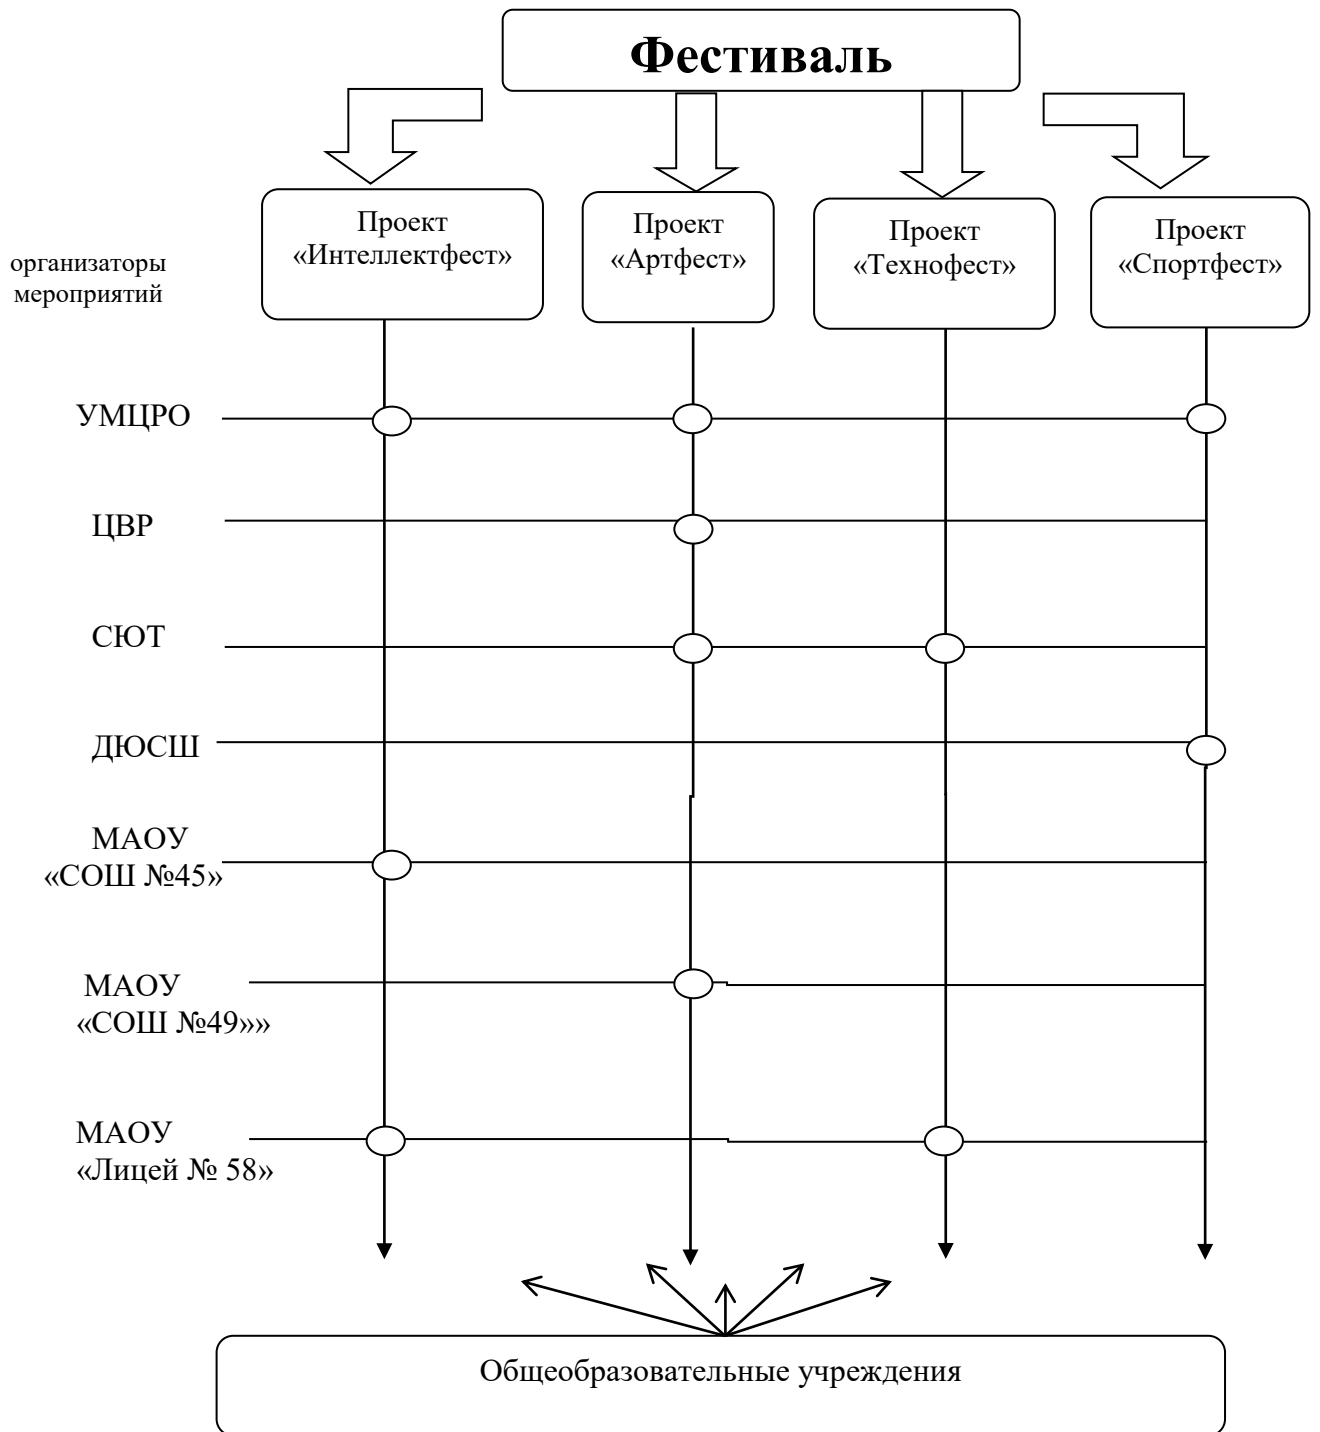 Фестиваль
Проект
«Интеллектфест»
Проект
«Артфест»
Проект
«Технофест»
Проект
«Спортфест»
организаторы
мероприятий
УМЦРО
ЦВР
СЮТ
ДЮСШ
МАОУ
«СОШ №45»
МАОУ
«СОШ №49»»
МАОУ
«Лицей № 58»
Общеобразовательные учреждения